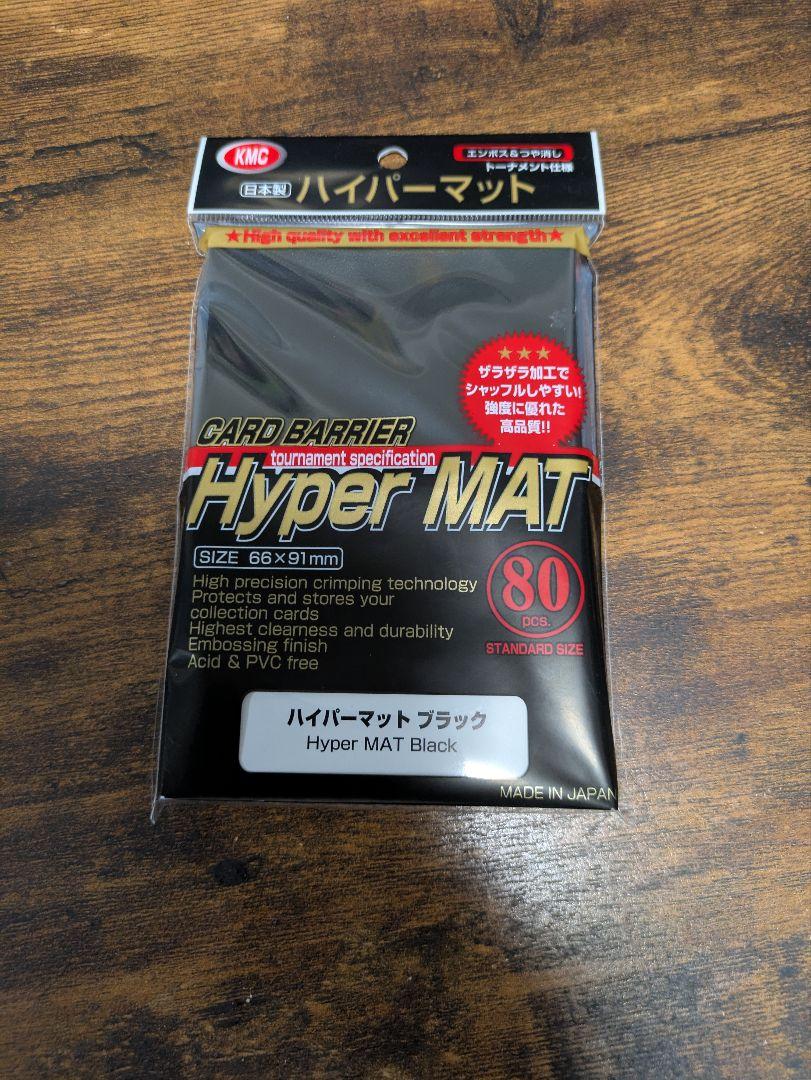 KMC
エンボス&つや消し
トーナメント仕様
日本製 ハイパーマット
★High quality with excellent strength★
★★★
ザラザラ加工で
シャッフルしやすい!
強度に優れた
高品質!!
CARD BARRIER
tournament specification
Hyper MAT
SIZE 66×91mm
80
pcs.
STANDARD SIZE
High precision crimping technology
Protects and stores your
collection cards
Highest clearness and durability
Embossing finish
Acid & PVC free
ハイパーマット ブラック
Hyper MAT Black
MADE IN JAPAN